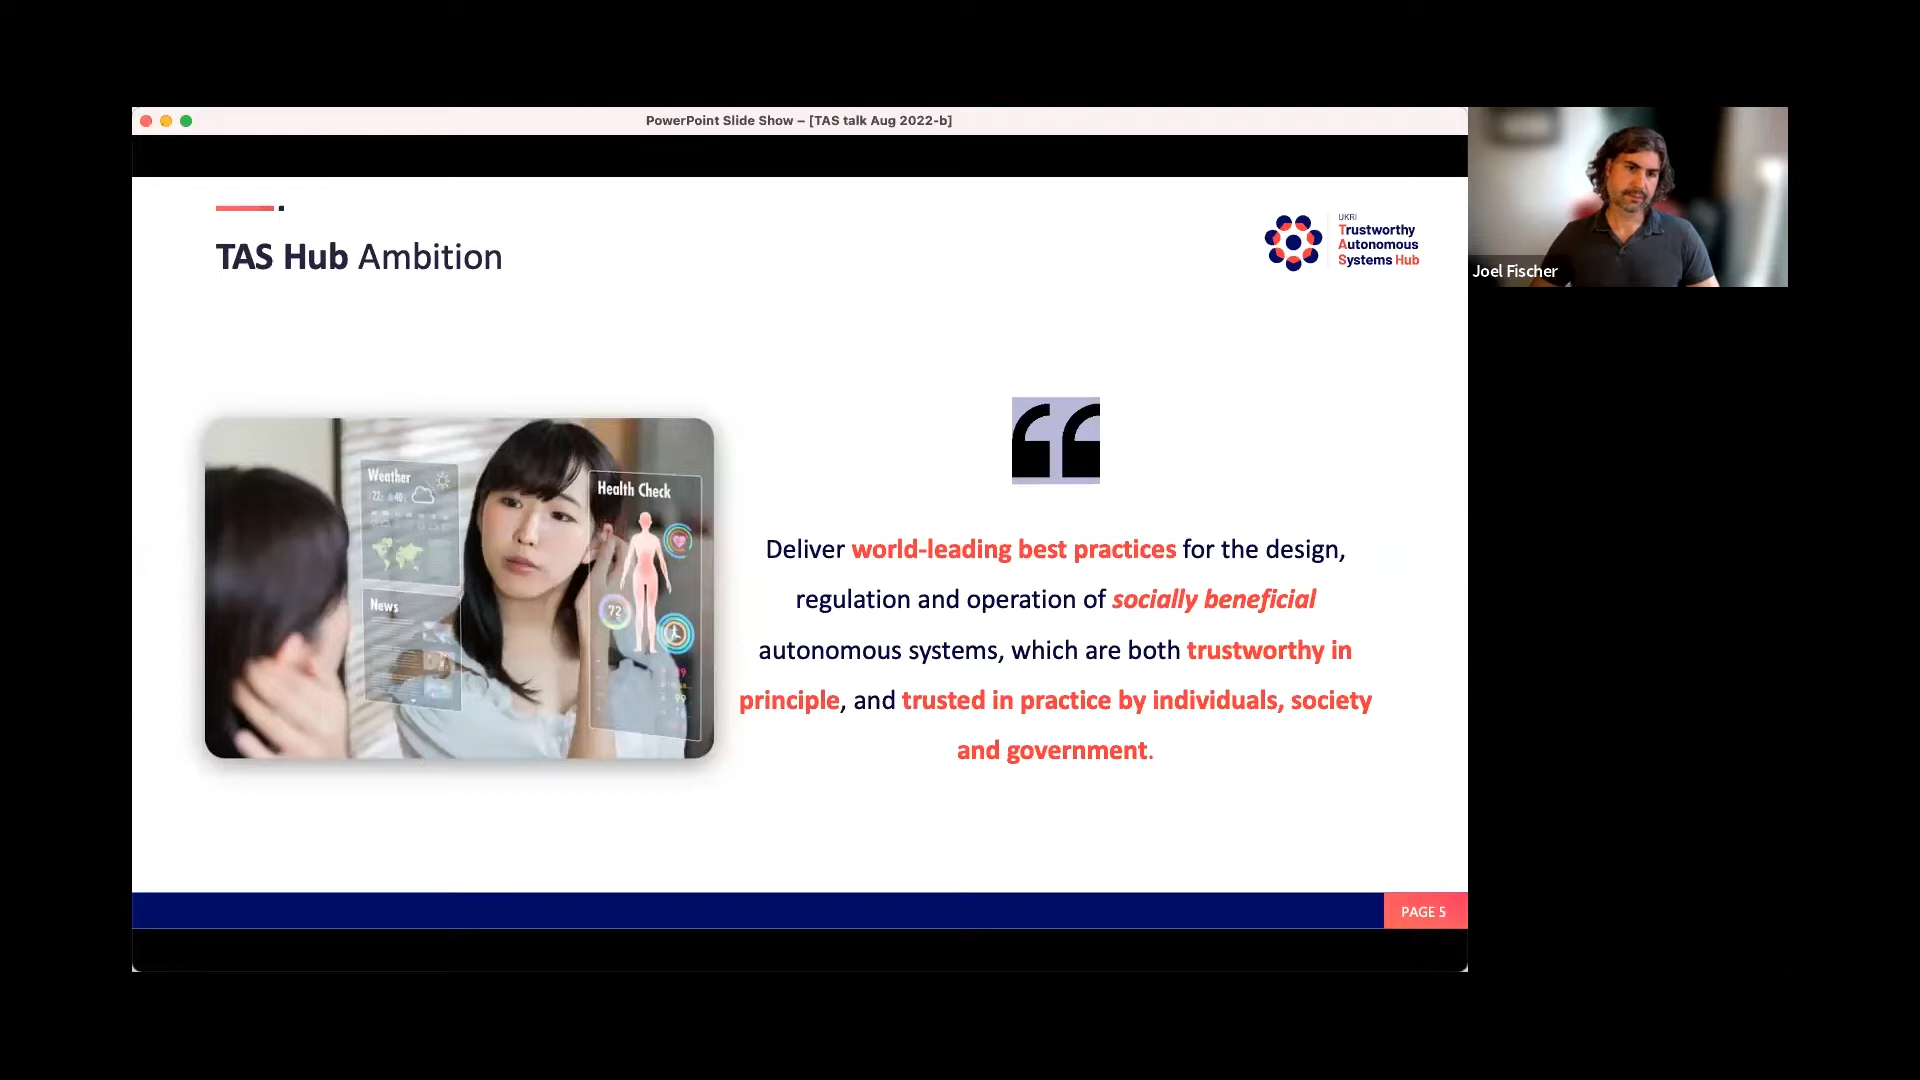 PowerPoint Slide Show – [TAS talk Aug 2022-b]
TAS Hub Ambition
UKRI
Trustworthy
Autonomous
Systems Hub
Joel Fischer
Weather
22
40
News
Health Check
72
Deliver world-leading best practices for the design,
regulation and operation of socially beneficial
autonomous systems, which are both trustworthy in
principle, and trusted in practice by individuals, society
and government.
PAGE 5